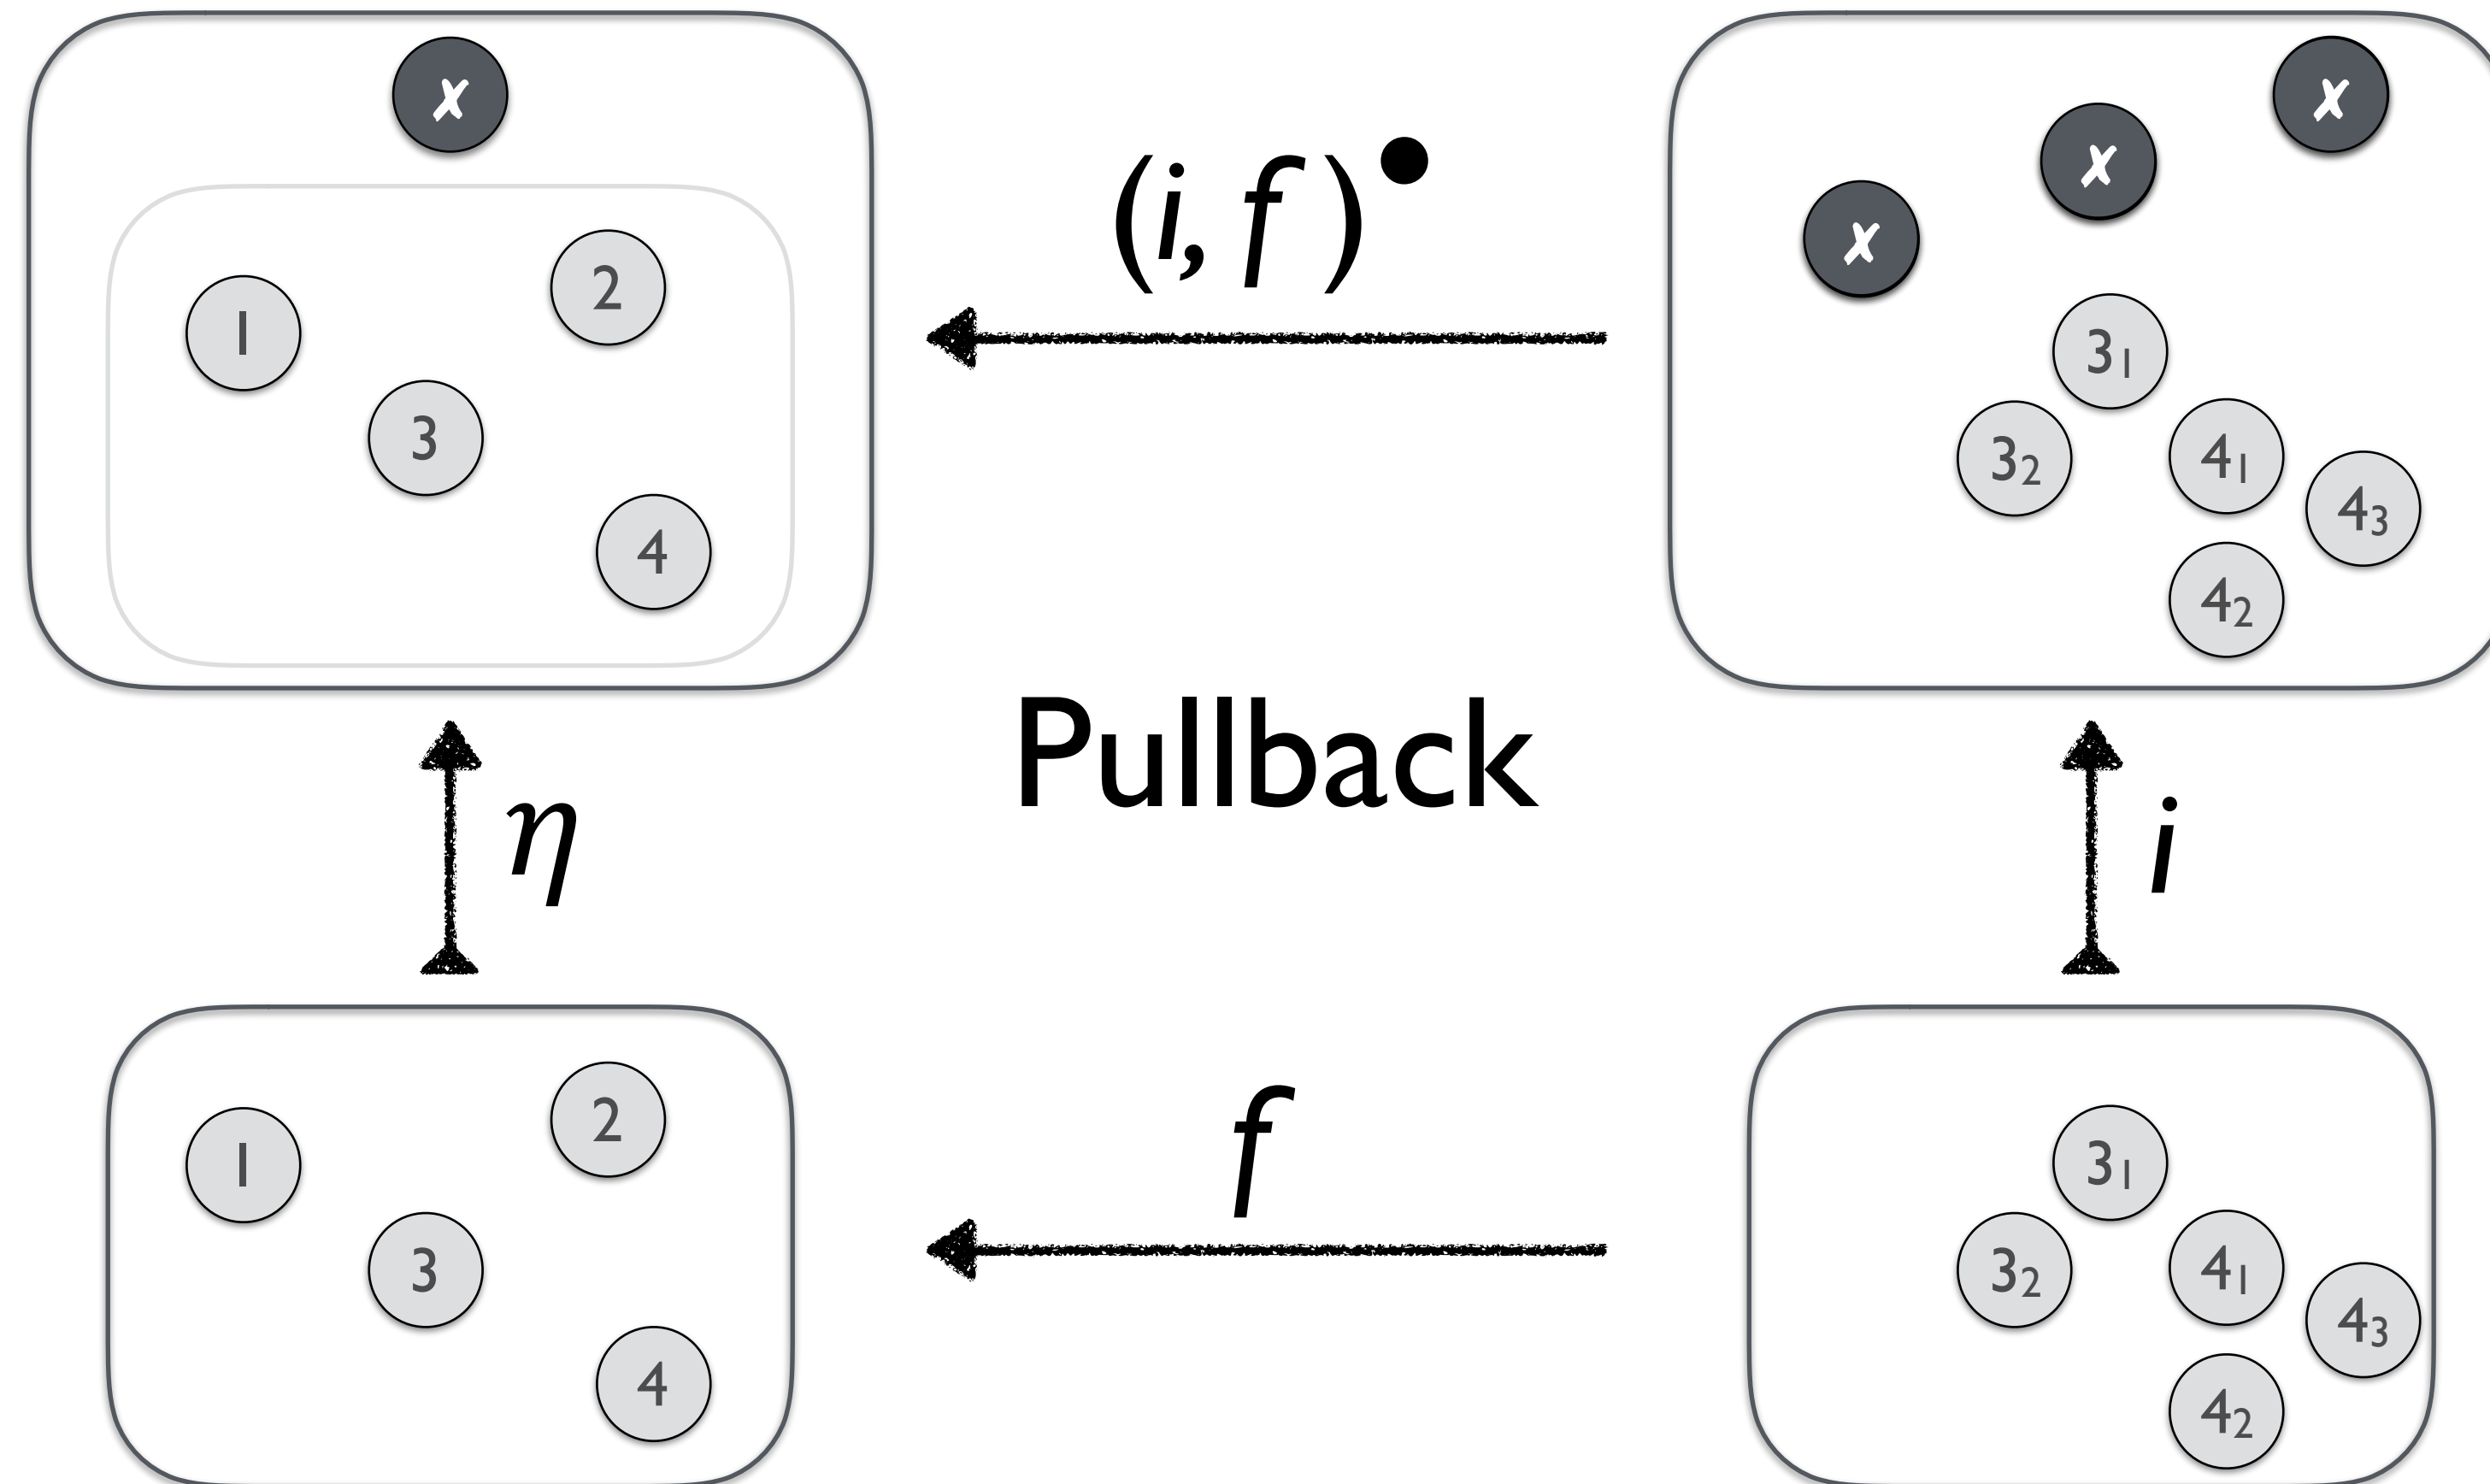 x
1
2
3
4
(i, f)●
x
x
x
3₁
3₂
4₁
4₃
4₂
Pullback
η
i
1
2
3
4
f
3₁
3₂
4₁
4₃
4₂